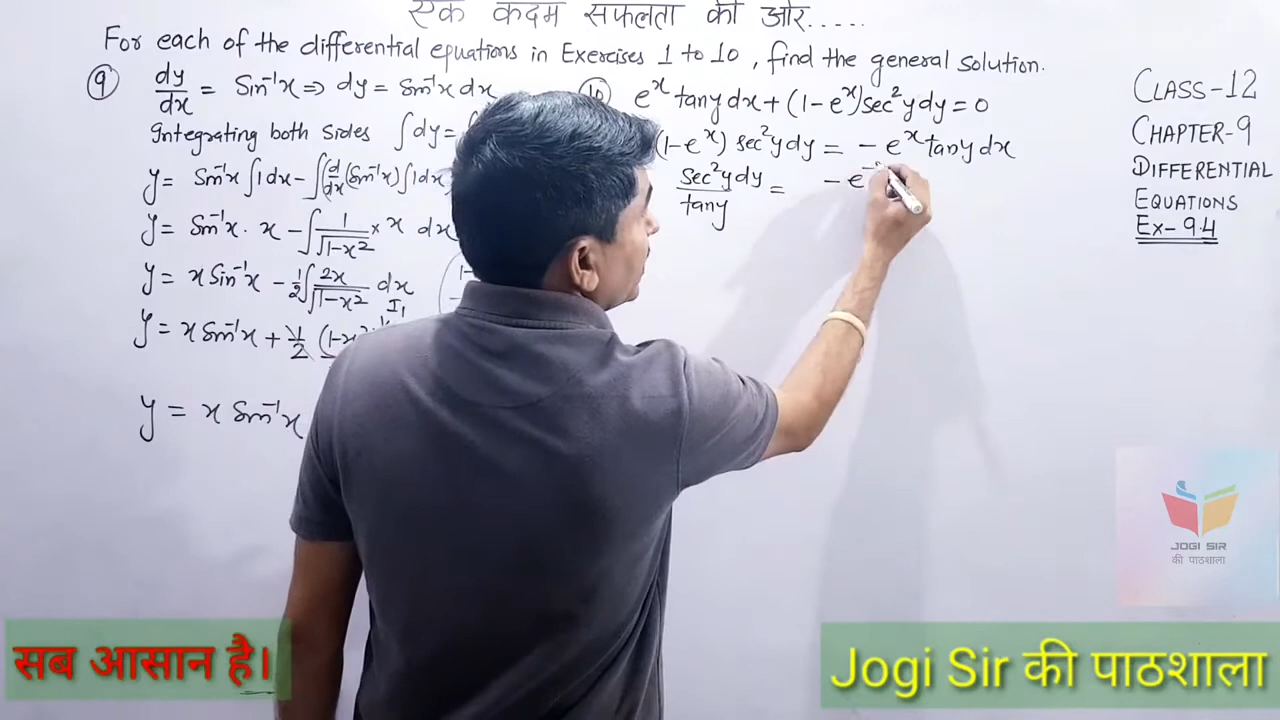 एक कदम सफलता की ओर.....
For each of the differential equations in Exercises 1 to 10, find the general solution.
⑨ dy/dx = Sin⁻¹x ⇒ dy = Sin⁻¹x dx
Integrating both sides ∫dy =
y = Sin⁻¹x ∫1dx - ∫(d/dx (Sin⁻¹x) ∫1dx
y = Sin⁻¹x · x - ∫ 1/√(1-x²) × x dx
y = x Sin⁻¹x - 1/2 ∫ 2x/√(1-x²) dx
I₁
y = x Sin⁻¹x + 1/2
y = x Sin⁻¹x
⑩ eˣ tany dx + (1-eˣ) sec²y dy = 0
(1-eˣ) sec²y dy = - eˣ tany dx
sec²y dy / tany = - e
CLASS-12
CHAPTER-9
DIFFERENTIAL
EQUATIONS
Ex-9.4
JOGI SIR
की पाठशाला
सब आसान है।
Jogi Sir की पाठशाला